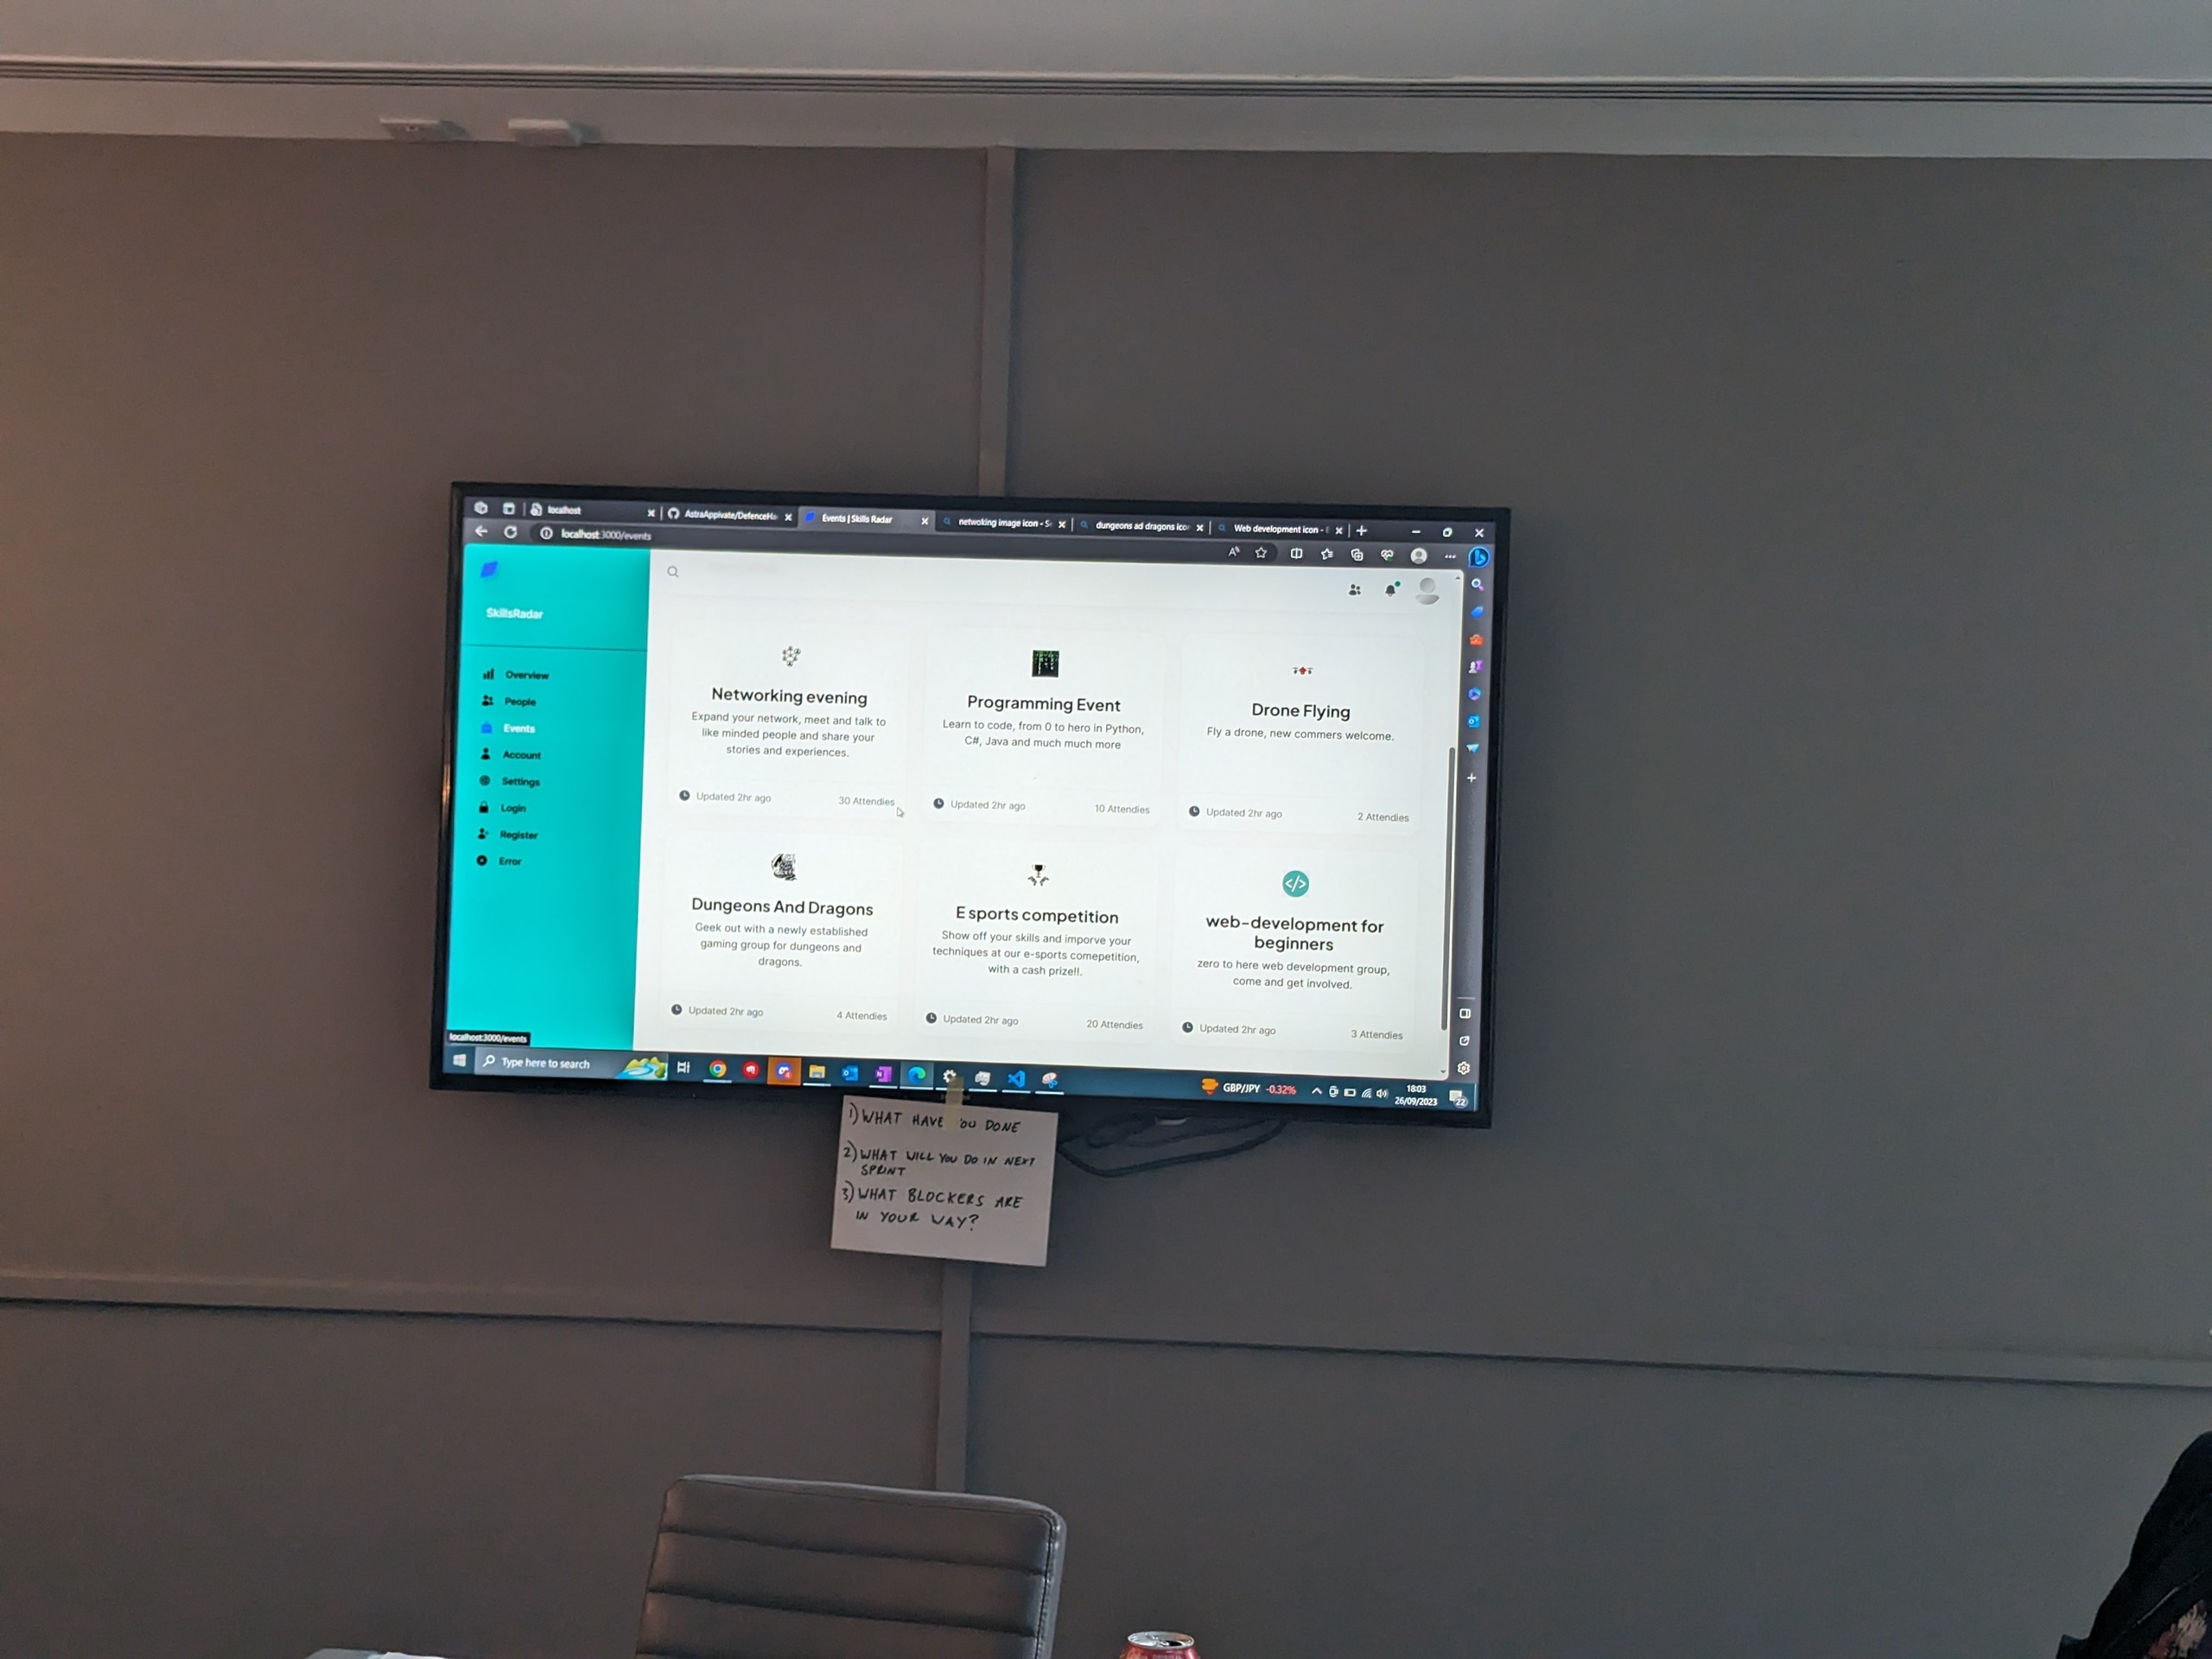 localhost
AstraAppivate/DefenceHa
Events | Skills Radar
netwoking image icon - S
dungeons ad dragons icon
Web development icon -
localhost:3000/events
SkillsRadar
Overview
People
Events
Account
Settings
Login
Register
Error
Networking evening
Expand your network, meet and talk to
like minded people and share your
stories and experiences.
Updated 2hr ago
30 Attendies
Programming Event
Learn to code, from 0 to hero in Python,
C#, Java and much much more
Updated 2hr ago
10 Attendies
Drone Flying
Fly a drone, new commers welcome.
Updated 2hr ago
2 Attendies
Dungeons And Dragons
Geek out with a newly established
gaming group for dungeons and
dragons.
Updated 2hr ago
4 Attendies
E sports competition
Show off your skills and imporve your
techniques at our e-sports comepetition,
with a cash prize!!.
Updated 2hr ago
20 Attendies
web-development for
beginners
zero to here web development group,
come and get involved.
Updated 2hr ago
3 Attendies
localhost:3000/events
Type here to search
GBP/JPY -0.32%
18:03
26/09/2023
22
1) WHAT HAVE YOU DONE
2) WHAT WILL YOU DO IN NEXT
SPRINT
3) WHAT BLOCKERS ARE
IN YOUR WAY?